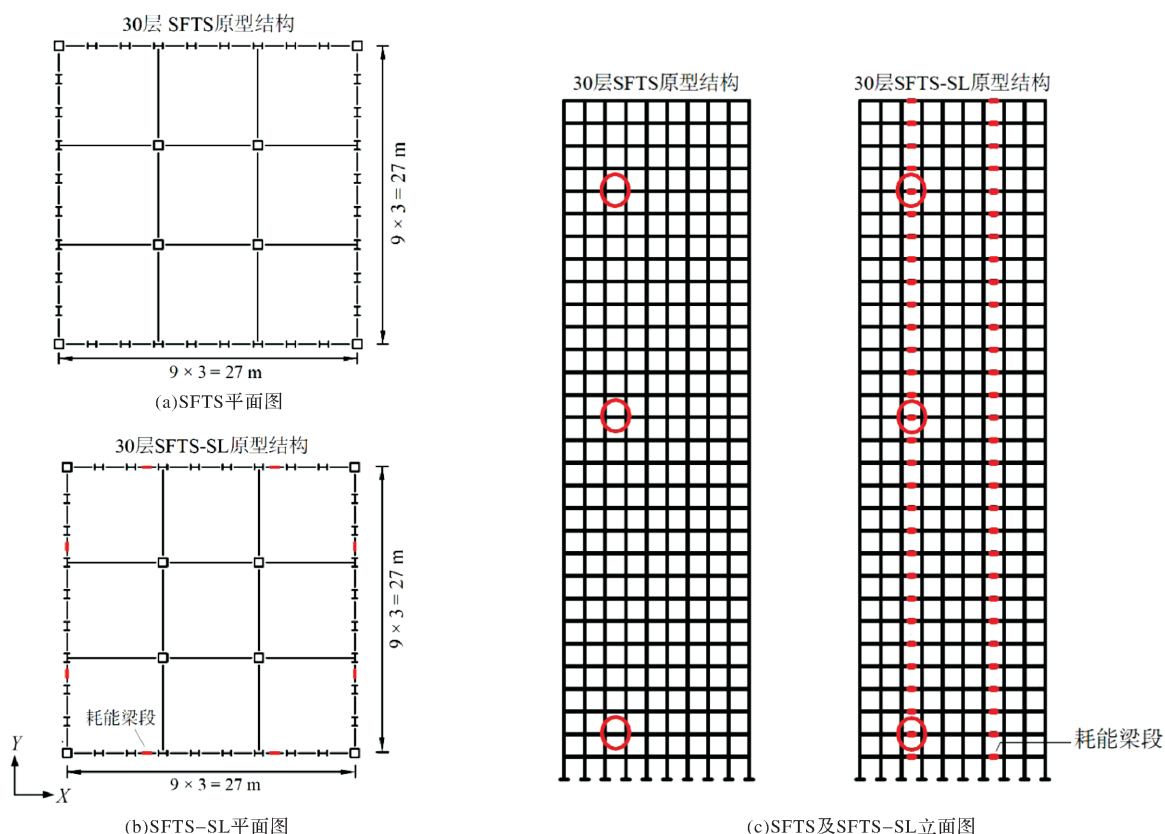 30层 SFTS原型结构
9 × 3 = 27 m
9 × 3 = 27 m
(a)SFTS平面图
30层SFTS-SL原型结构
9 × 3 = 27 m
耗能梁段
Y
X
9 × 3 = 27 m
(b)SFTS-SL平面图
30层SFTS原型结构
30层SFTS-SL原型结构
耗能梁段
(c)SFTS及SFTS-SL立面图